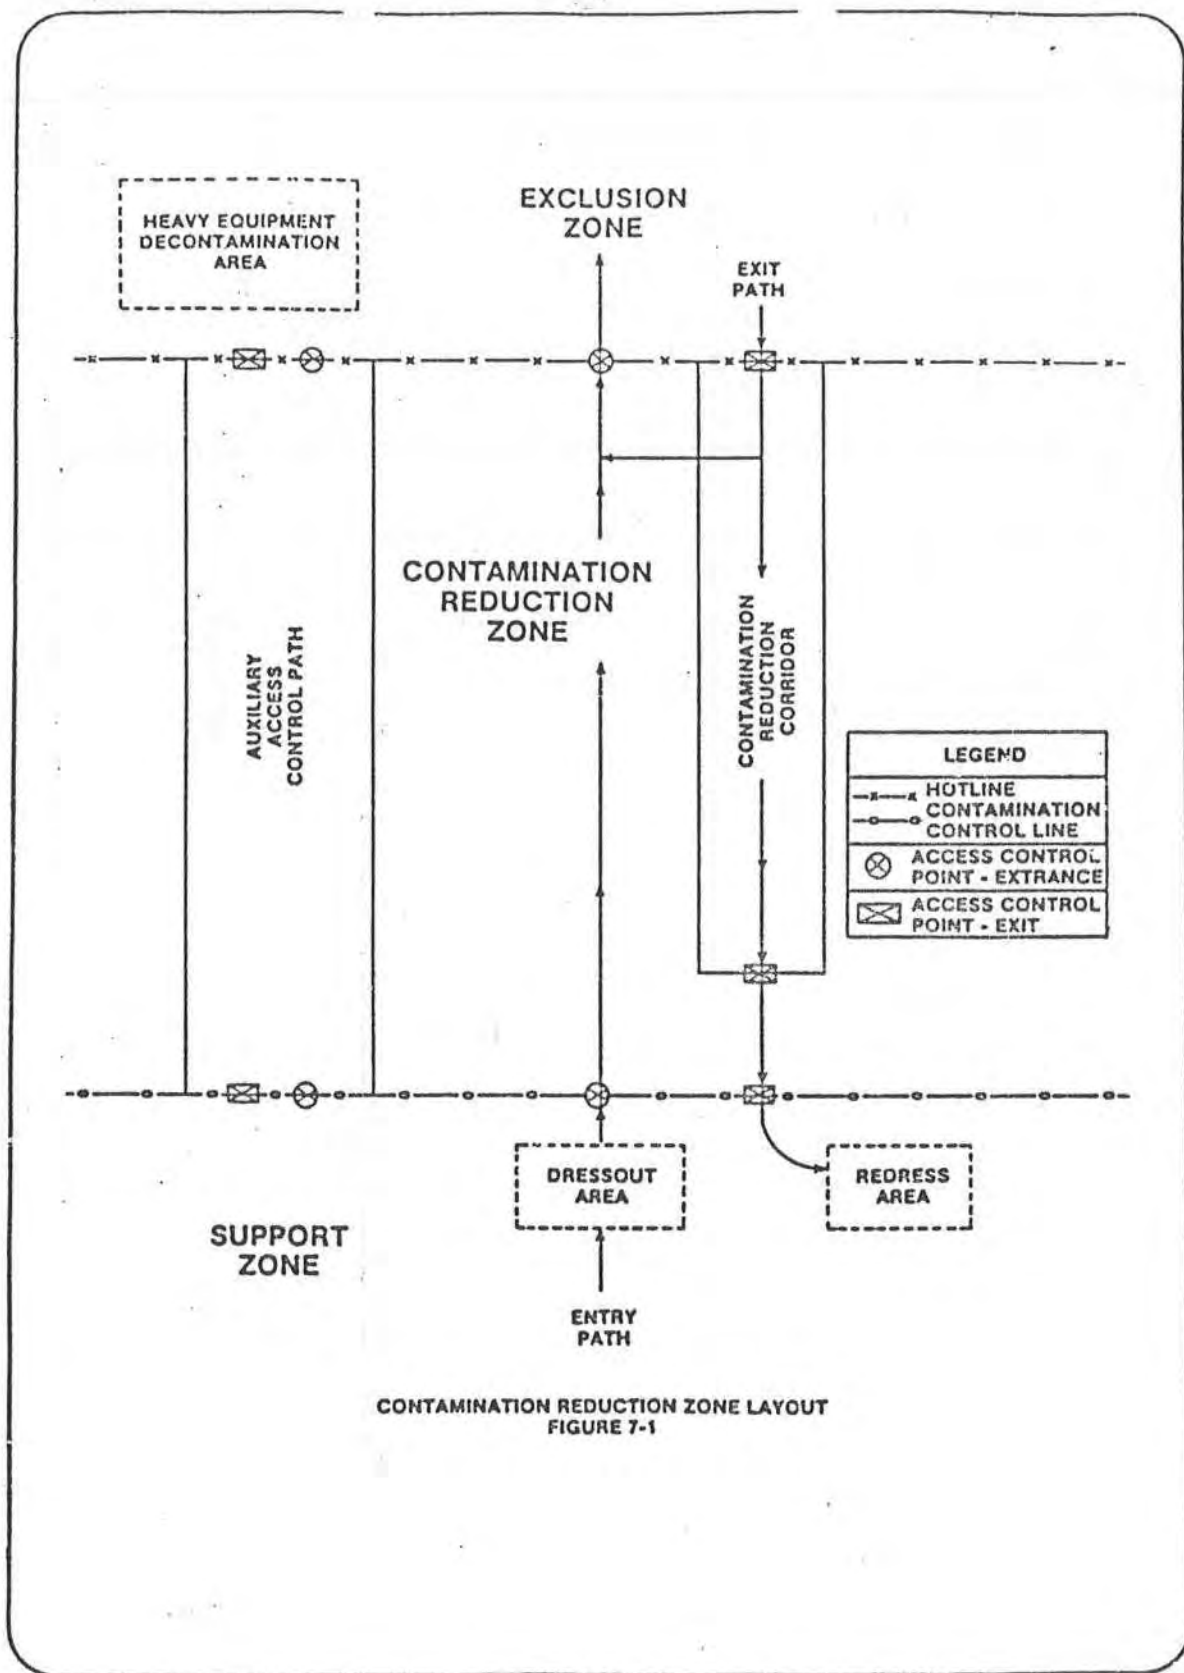 HEAVY EQUIPMENT
DECONTAMINATION
AREA
EXCLUSION
ZONE
EXIT
PATH
CONTAMINATION
REDUCTION
ZONE
AUXILIARY
ACCESS
CONTROL PATH
CONTAMINATION
REDUCTION
CORRIDOR
LEGEND
HOTLINE
CONTAMINATION
CONTROL LINE
ACCESS CONTROL
POINT - EXTRANCE
ACCESS CONTROL
POINT - EXIT
DRESSOUT
AREA
REDRESS
AREA
SUPPORT
ZONE
ENTRY
PATH
CONTAMINATION REDUCTION ZONE LAYOUT
FIGURE 7-1